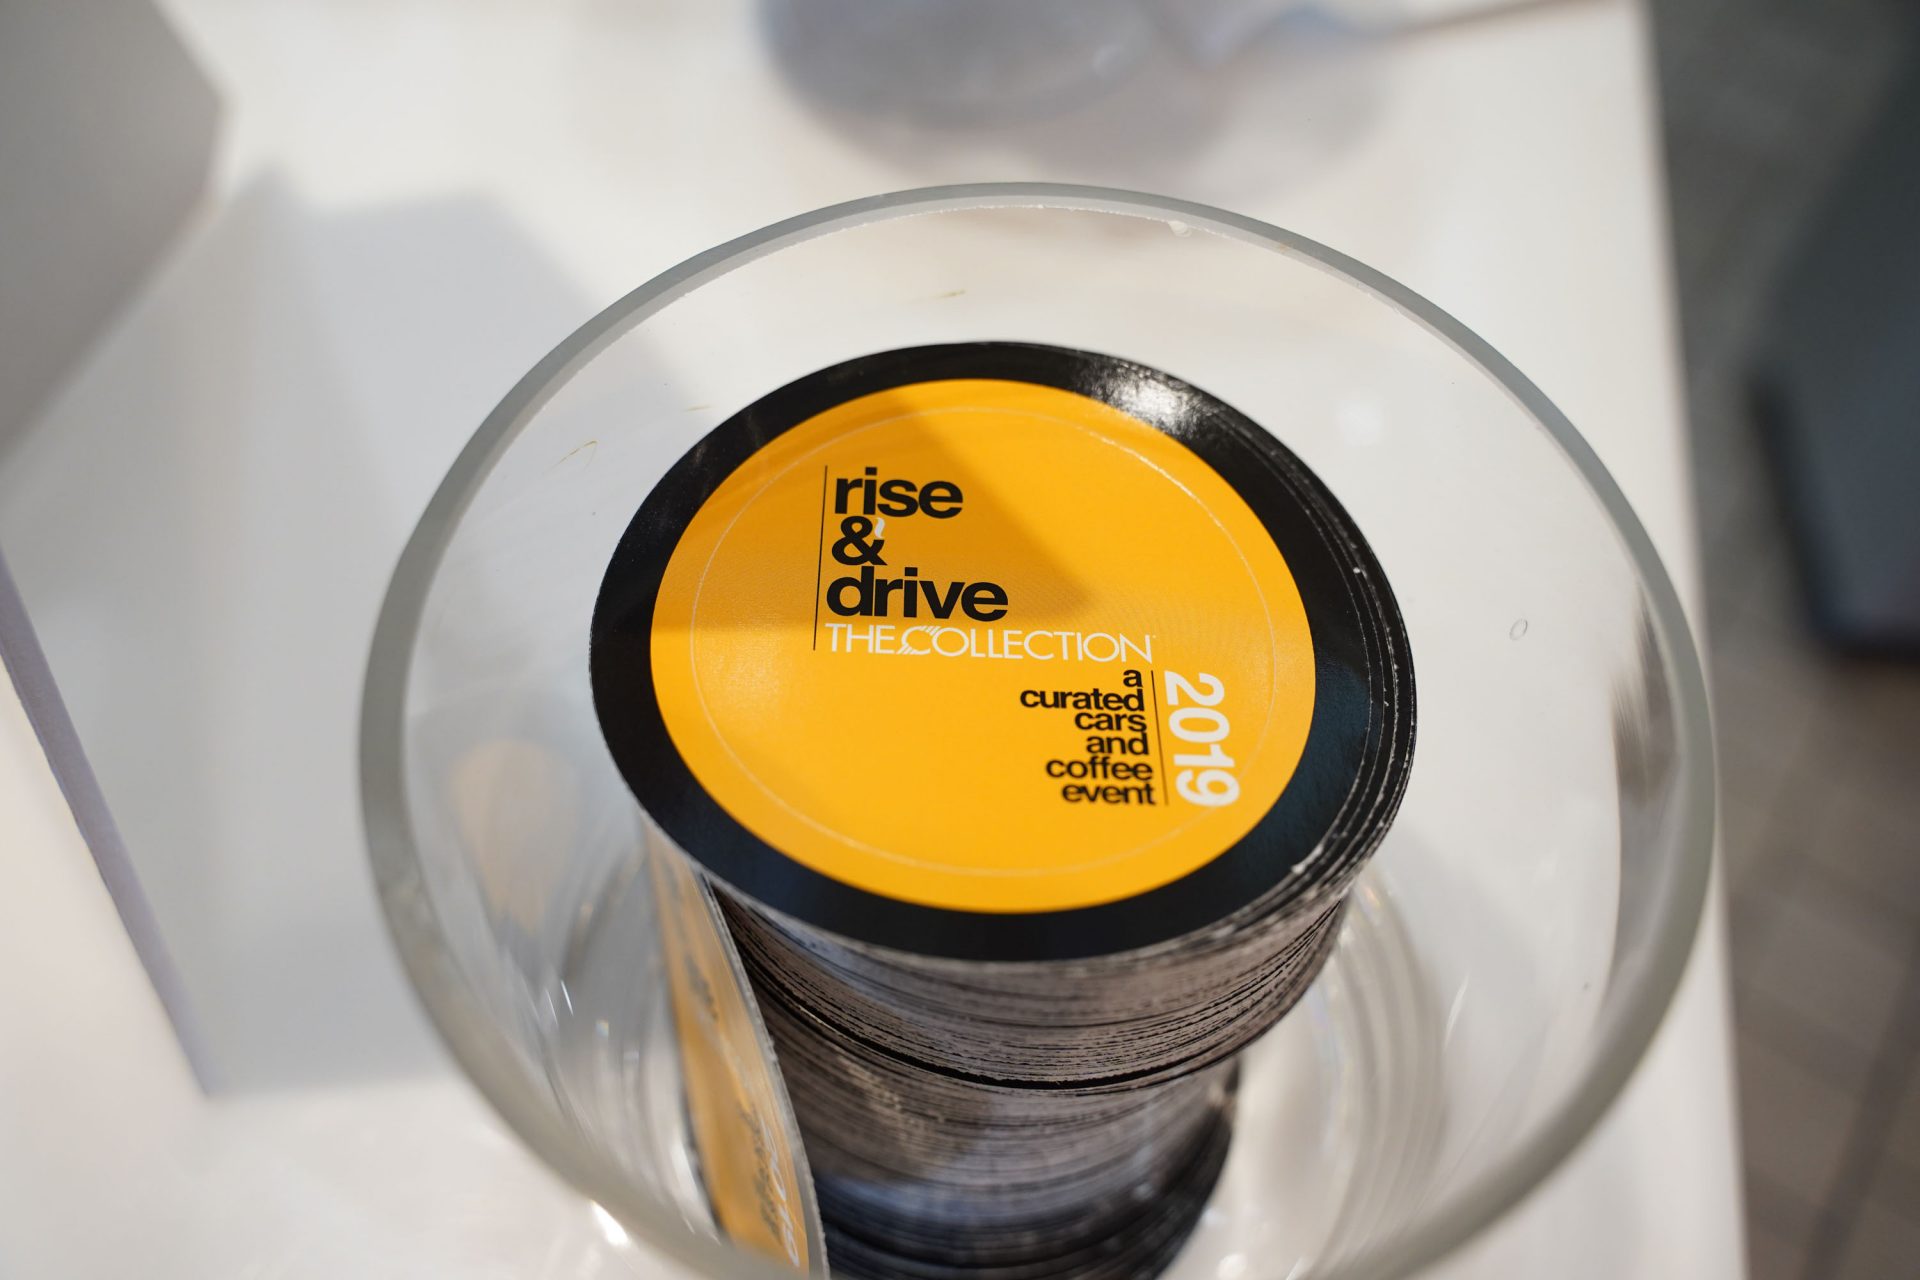 rise
&
drive
THE COLLECTION
a
curated
cars
and
coffee
event
2019